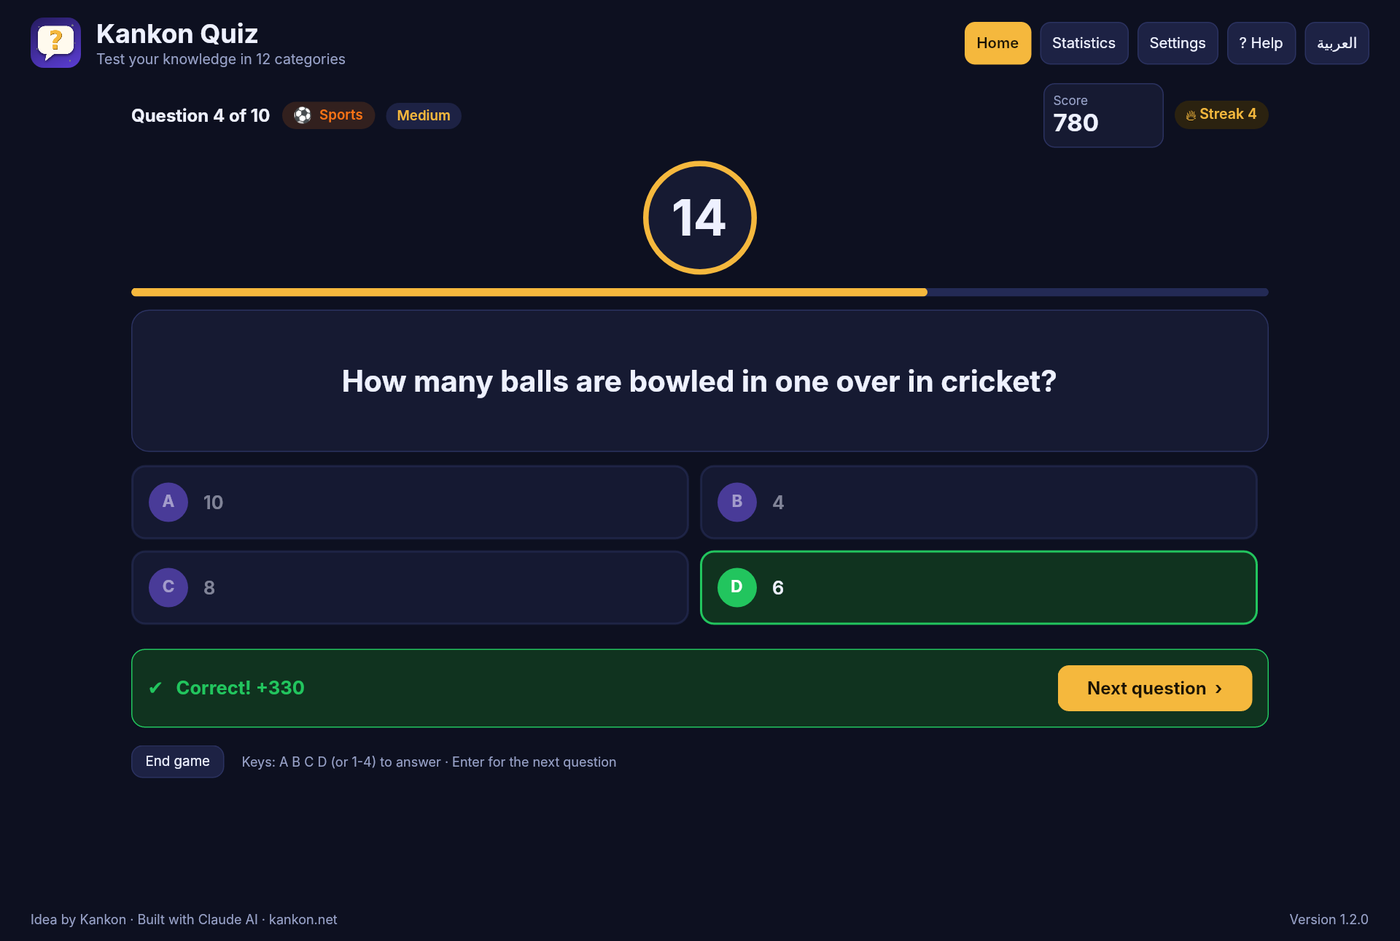 Kankon Quiz
Test your knowledge in 12 categories
Home
Statistics
Settings
? Help
العربية
Question 4 of 10
Sports
Medium
Score
780
Streak 4
14
How many balls are bowled in one over in cricket?
A 10
B 4
C 8
D 6
✔ Correct! +330
Next question ›
End game
Keys: A B C D (or 1-4) to answer · Enter for the next question
Idea by Kankon · Built with Claude AI · kankon.net
Version 1.2.0